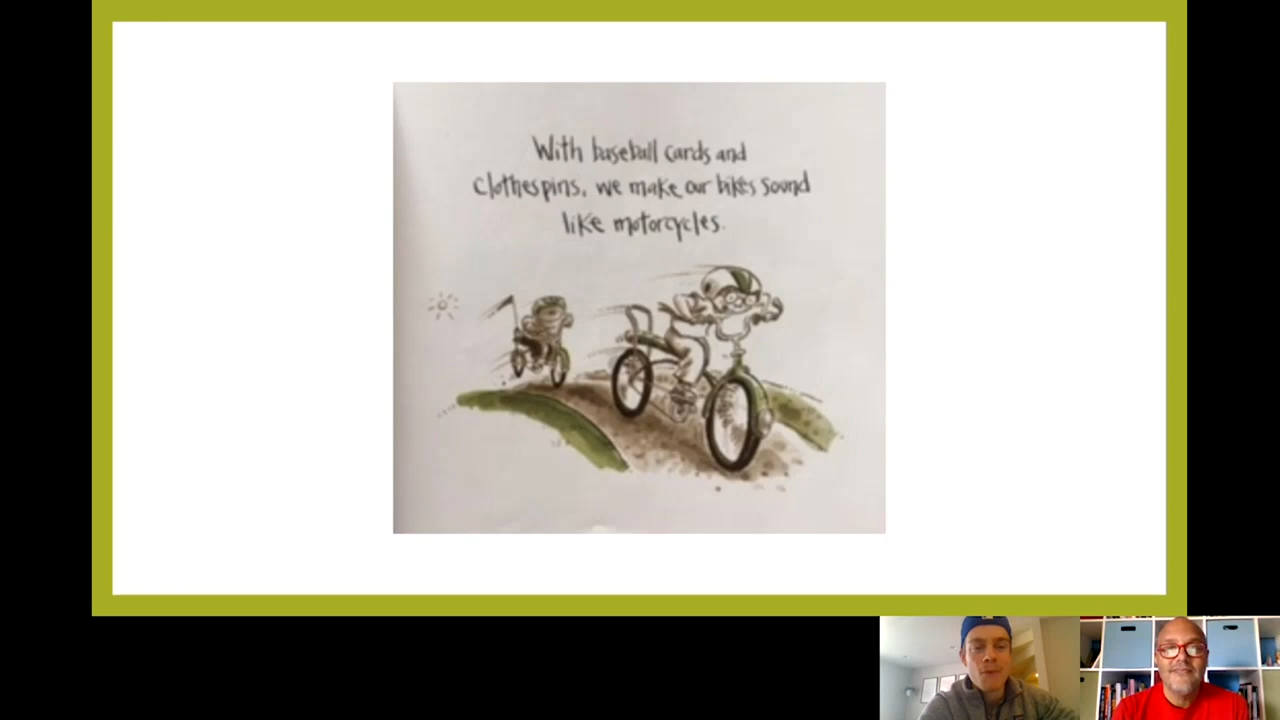 With baseball cards and
clothespins, we make our bikes sound
like motorcycles.